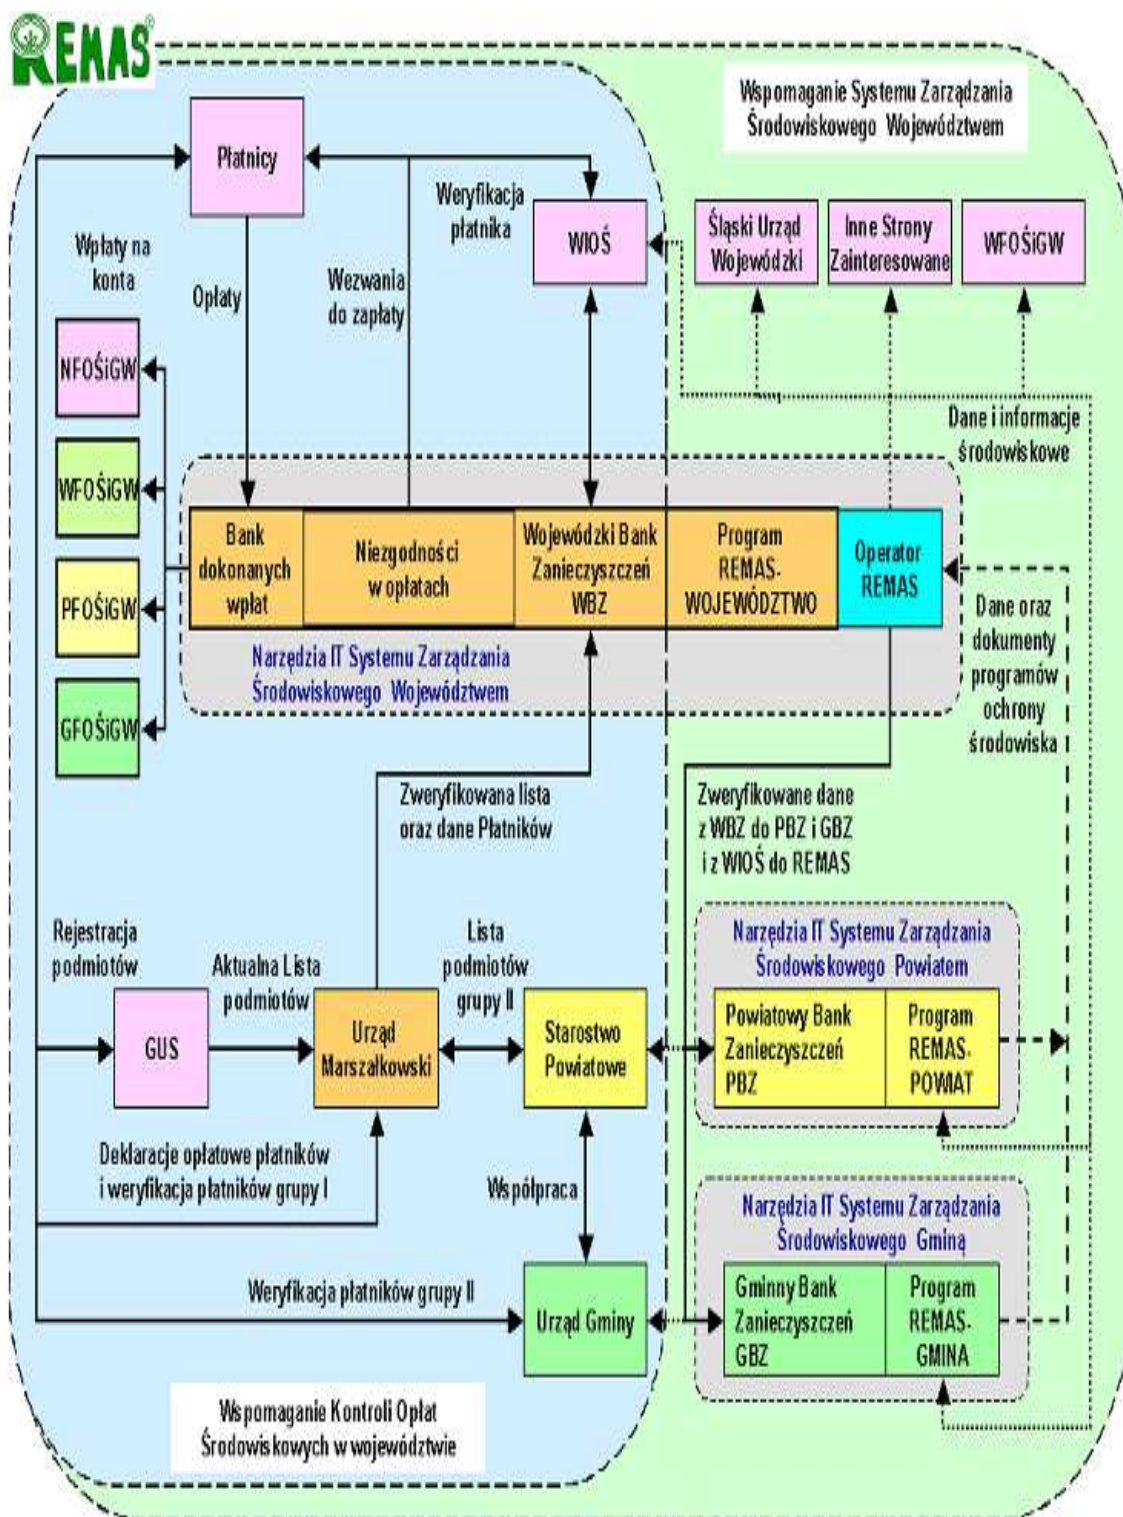 REMAS®
Wspomaganie Systemu Zarządzania
Środowiskowego Województwem
Płatnicy
Weryfikacja
płatnika
WIOŚ
Śląski Urząd
Wojewódzki
Inne Strony
Zainteresowane
WFOŚiGW
Wpłaty na
konta
Opłaty
Wezwania
do zapłaty
NFOŚiGW
WFOŚiGW
PFOŚiGW
GFOŚiGW
Dane i informacje
środowiskowe
Bank
dokonanych
wpłat
Niezgodności
w opłatach
Wojewódzki Bank
Zanieczyszczeń
WBZ
Program
REMAS-
WOJEWÓDZTWO
Operator
REMAS
Narzędzia IT Systemu Zarządzania
Środowiskowego Województwem
Dane oraz
dokumenty
programów
ochrony
środowiska
Zweryfikowana lista
oraz dane Płatników
Zweryfikowane dane
z WBZ do PBZ i GBZ
i z WIOŚ do REMAS
Rejestracja
podmiotów
Aktualna Lista
podmiotów
Lista
podmiotów
grupy II
GUS
Urząd
Marszałkowski
Starostwo
Powiatowe
Narzędzia IT Systemu Zarządzania
Środowiskowego Powiatem
Powiatowy Bank
Zanieczyszczeń
PBZ
Program
REMAS-
POWIAT
Deklaracje opłatowe płatników
i weryfikacja płatników grupy I
Współpraca
Narzędzia IT Systemu Zarządzania
Środowiskowego Gminą
Weryfikacja płatników grupy II
Urząd Gminy
Gminny Bank
Zanieczyszczeń
GBZ
Program
REMAS-
GMINA
Wspomaganie Kontroli Opłat
Środowiskowych w województwie